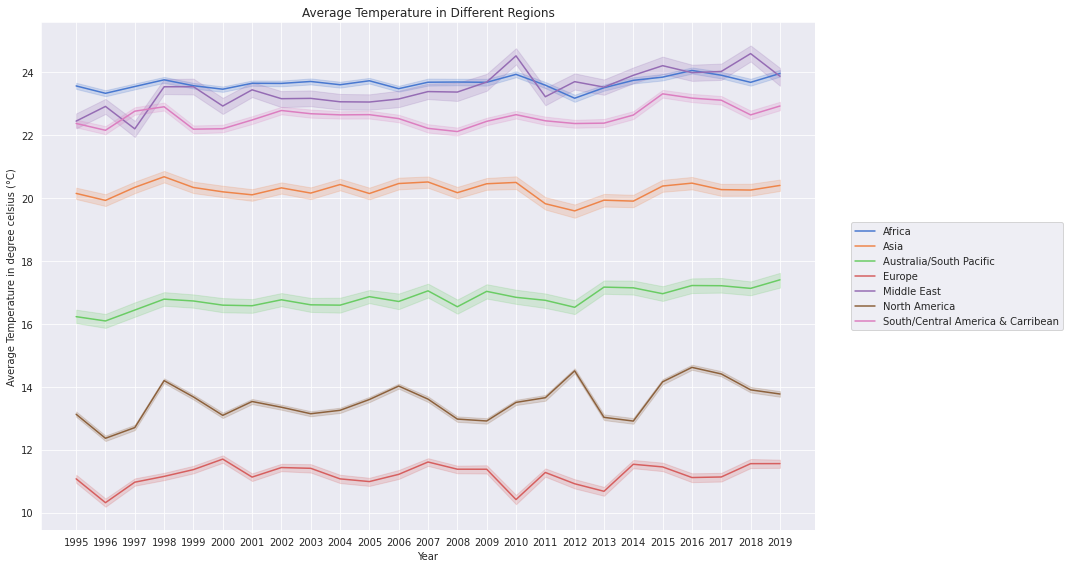 Average Temperature in Different Regions
Average Temperature in degree celsius (°C)
24
22
20
18
16
14
12
10
1995 1996 1997 1998 1999 2000 2001 2002 2003 2004 2005 2006 2007 2008 2009 2010 2011 2012 2013 2014 2015 2016 2017 2018 2019
Year
Africa
Asia
Australia/South Pacific
Europe
Middle East
North America
South/Central America & Carribean